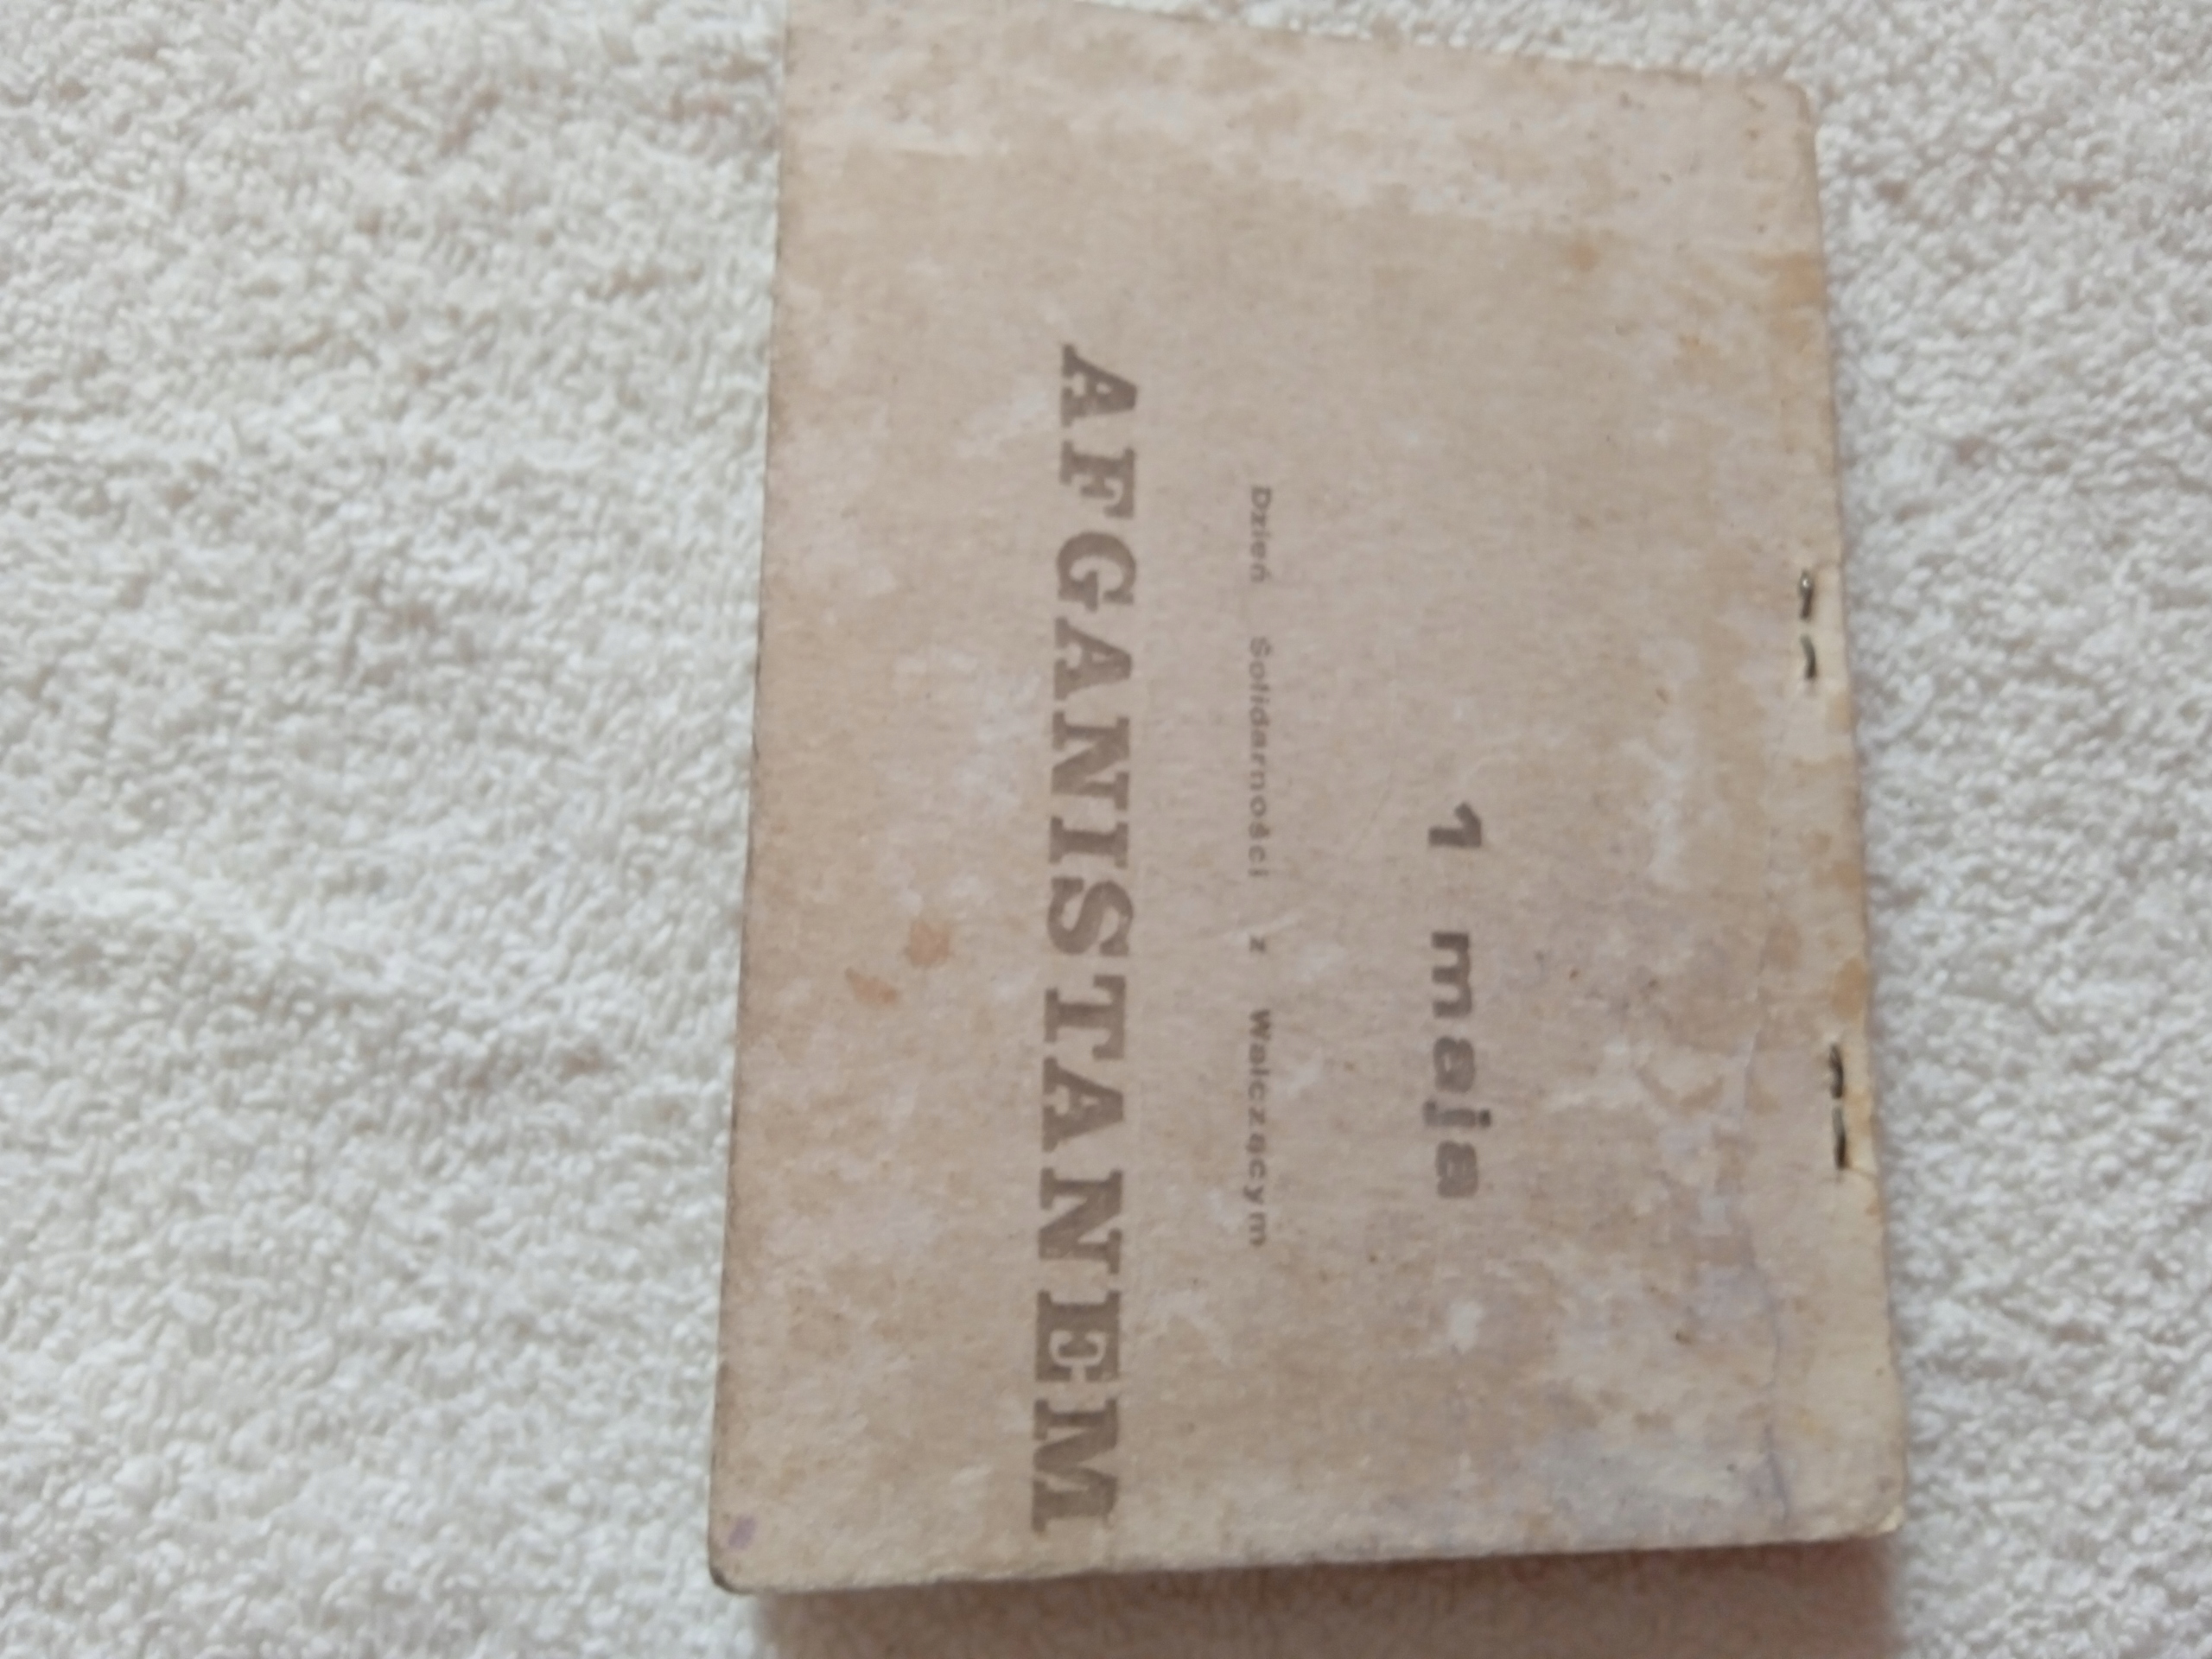 1 maja
Dzień Solidarności z Walczącym
AFGANISTANEM